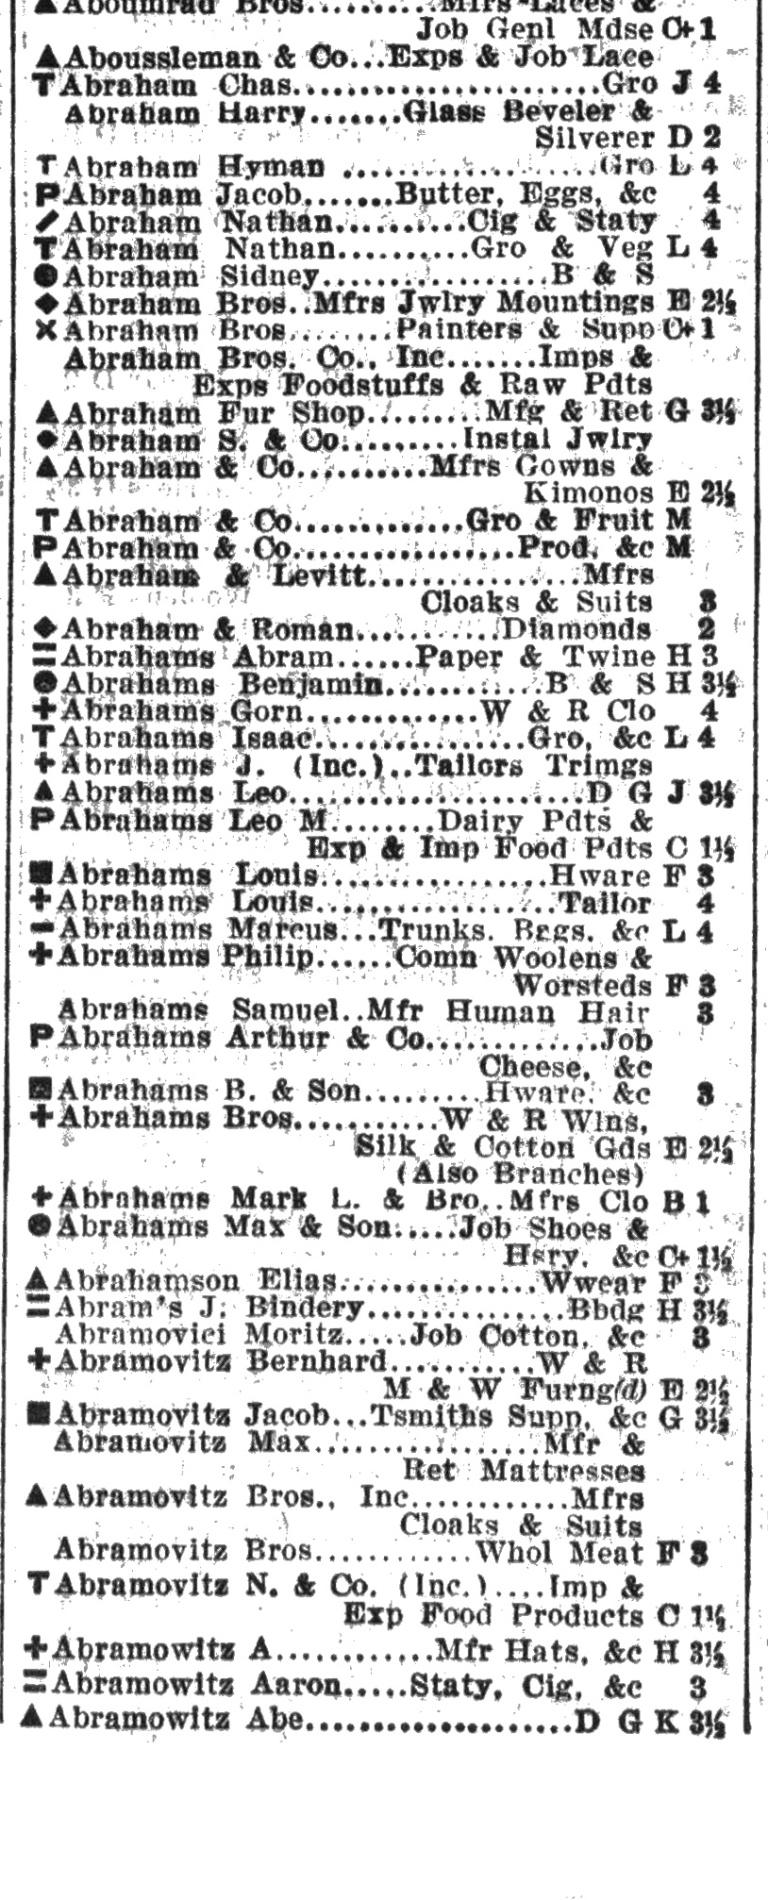 ▲Aboumrad Bros.........Mfrs Laces &
Job Genl Mdse C+ 1
▲Aboussleman & Co...Exps & Job Lace
TAbraham Chas......................Gro J 4
Abraham Harry.......Glass Beveler &
Silverer D 2
TAbraham Hyman ..................Gro L 4
PAbraham Jacob.......Butter, Eggs, &c 4
Abraham Nathan..........Cig & Staty 4
TAbraham Nathan..........Gro & Veg L 4
●Abraham Sidney.................B & S
◆Abraham Bros..Mfrs Jwlry Mountings E 2½
×Abraham Bros........Painters & Supp C+ 1
Abraham Bros. Co., Inc.......Imps &
Exps Foodstuffs & Raw Pdts
▲Abraham Fur Shop.........Mfg & Ret G 3½
◆Abraham S. & Co..........Instal Jwlry
▲Abraham & Co..........Mfrs Gowns &
Kimonos E 2½
TAbraham & Co.............Gro & Fruit M
PAbraham & Co.................Prod, &c M
▲Abraham & Levitt................Mfrs
Cloaks & Suits 3
◆Abraham & Roman...........Diamonds 2
=Abrahams Abram......Paper & Twine H 3
●Abrahams Benjamin............B & S H 3½
+Abrahams Gorn.............W & R Clo 4
TAbrahams Isaac................Gro, &c L 4
+Abrahams J. (Inc.)..Tailors Trimgs
▲Abrahams Leo......................D G J 3½
PAbrahams Leo M........Dairy Pdts &
Exp & Imp Food Pdts C 1½
■Abrahams Louis.................Hware F 3
+Abrahams Louis..................Tailor 4
-Abrahams Marcus...Trunks, Bags, &c L 4
+Abrahams Philip......Comn Woolens &
Worsteds F 3
Abrahams Samuel..Mfr Human Hair 3
PAbrahams Arthur & Co.............Job
Cheese, &c
■Abrahams B. & Son.........Hware, &c 3
+Abrahams Bros...........W & R Wlns,
Silk & Cotton Gds E 2½
(Also Branches)
+Abrahams Mark L. & Bro..Mfrs Clo B 1
●Abrahams Max & Son.....Job Shoes &
Hsry, &c C+ 1½
▲Abrahamson Elias...............Wwear F 3
=Abram's J. Bindery...............Bbdg H 3½
Abramovici Moritz.....Job Cotton, &c 3
+Abramovitz Bernhard...........W & R
M & W Furng(d) E 2½
■Abramovitz Jacob...Tsmiths Supp, &c G 3½
Abramovitz Max.................Mfr &
Ret Mattresses
▲Abramovitz Bros., Inc............Mfrs
Cloaks & Suits
Abramovitz Bros............Whol Meat F 3
TAbramovitz N. & Co. (Inc.)....Imp &
Exp Food Products C 1½
+Abramowitz A............Mfr Hats, &c H 3½
=Abramowitz Aaron.....Staty, Cig, &c 3
▲Abramowitz Abe....................D G K 3½